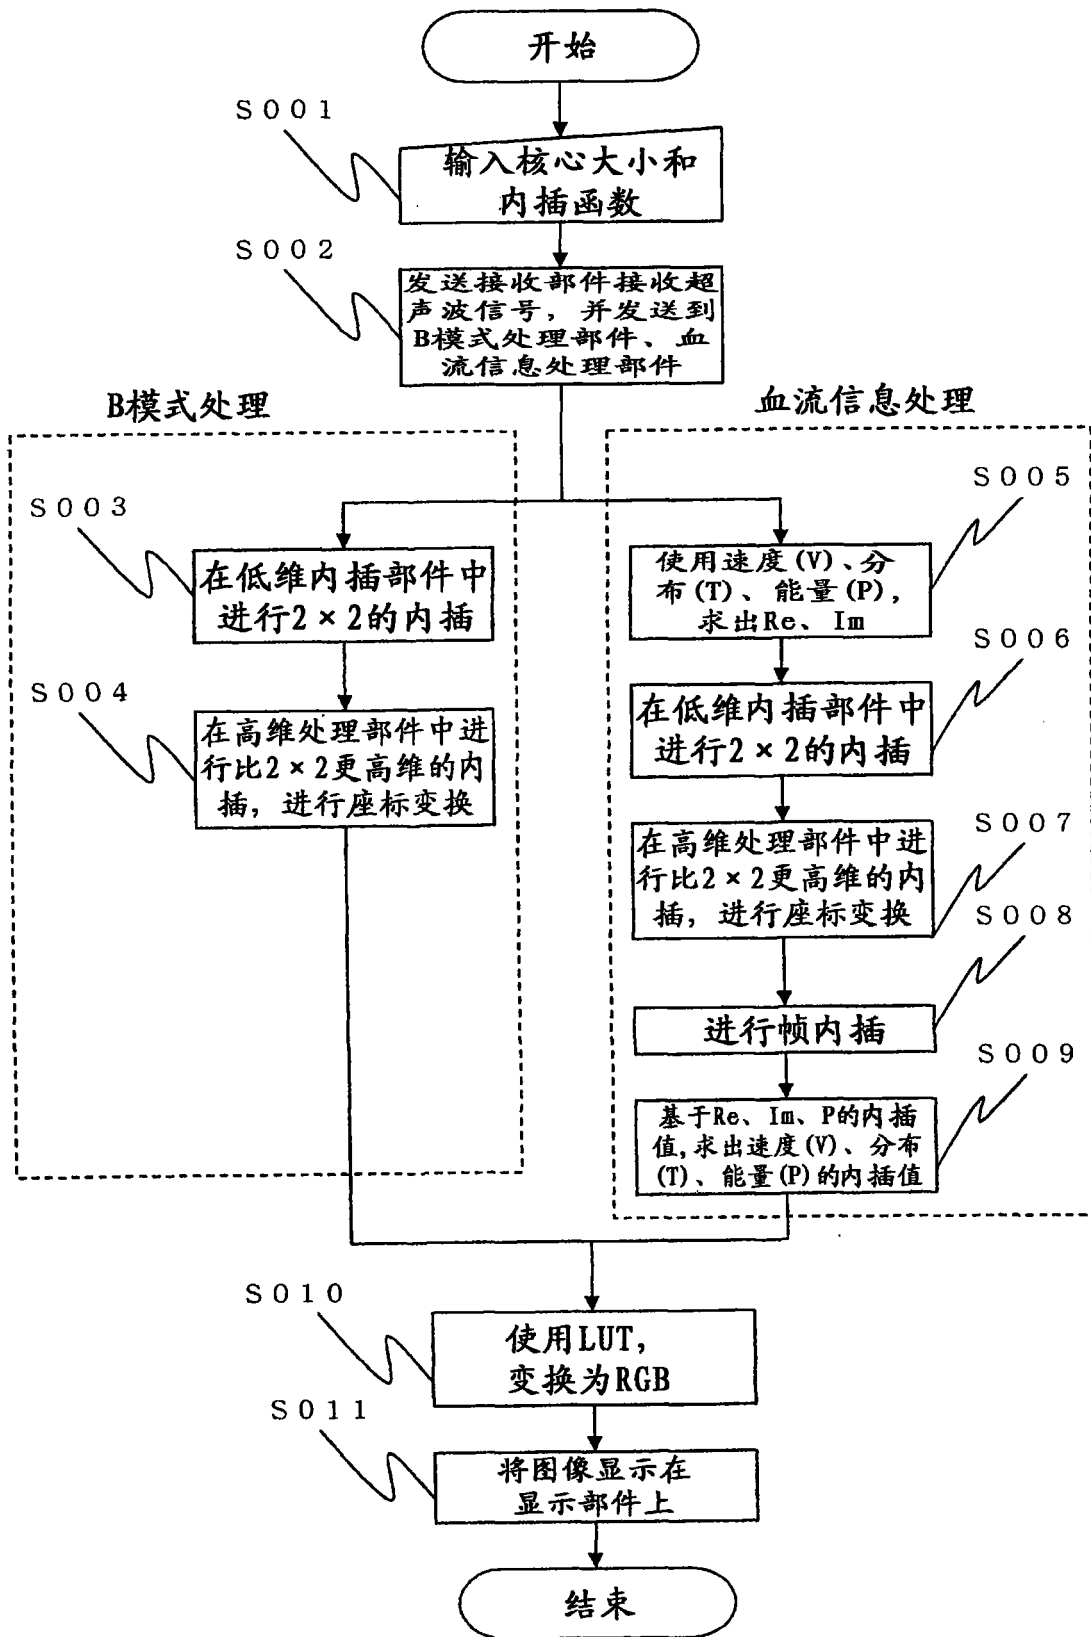 开始
S001
输入核心大小和
内插函数
S002
发送接收部件接收超
声波信号，并发送到
B模式处理部件、血
流信息处理部件
B模式处理
血流信息处理
S003
在低维内插部件中
进行2×2的内插
S004
在高维处理部件中进
行比2×2更高维的内
插，进行座标变换
S005
使用速度(V)、分
布(T)、能量(P)，
求出Re、Im
S006
在低维内插部件中
进行2×2的内插
S007
在高维处理部件中进
行比2×2更高维的内
插，进行座标变换
S008
进行帧内插
S009
基于Re、Im、P的内插
值,求出速度(V)、分布
(T)、能量(P)的内插值
S010
使用LUT，
变换为RGB
S011
将图像显示在
显示部件上
结束